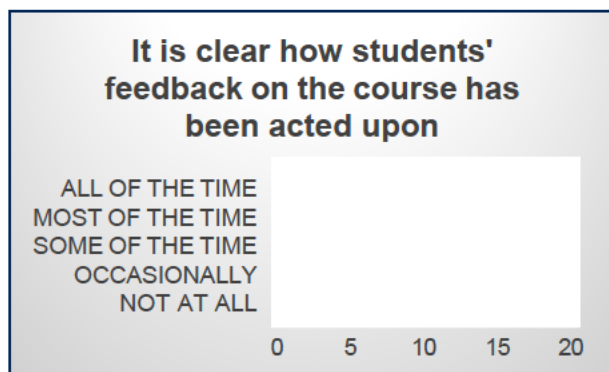 It is clear how students'
feedback on the course has
been acted upon
ALL OF THE TIME
MOST OF THE TIME
SOME OF THE TIME
OCCASIONALLY
NOT AT ALL
0 5 10 15 20